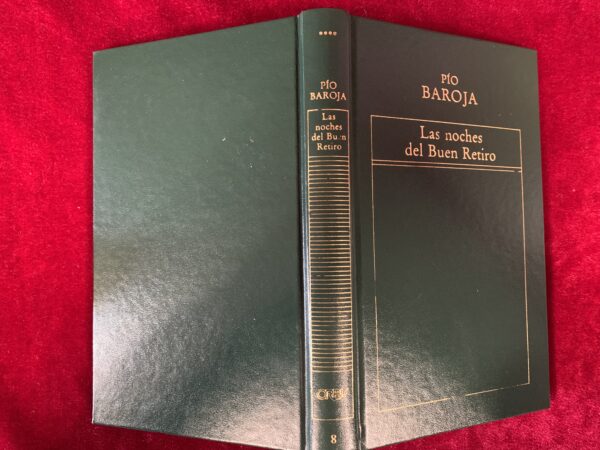 PÍO
BAROJA
Las
noches
del Buen
Retiro
8
PÍO
BAROJA
Las noches
del Buen Retiro